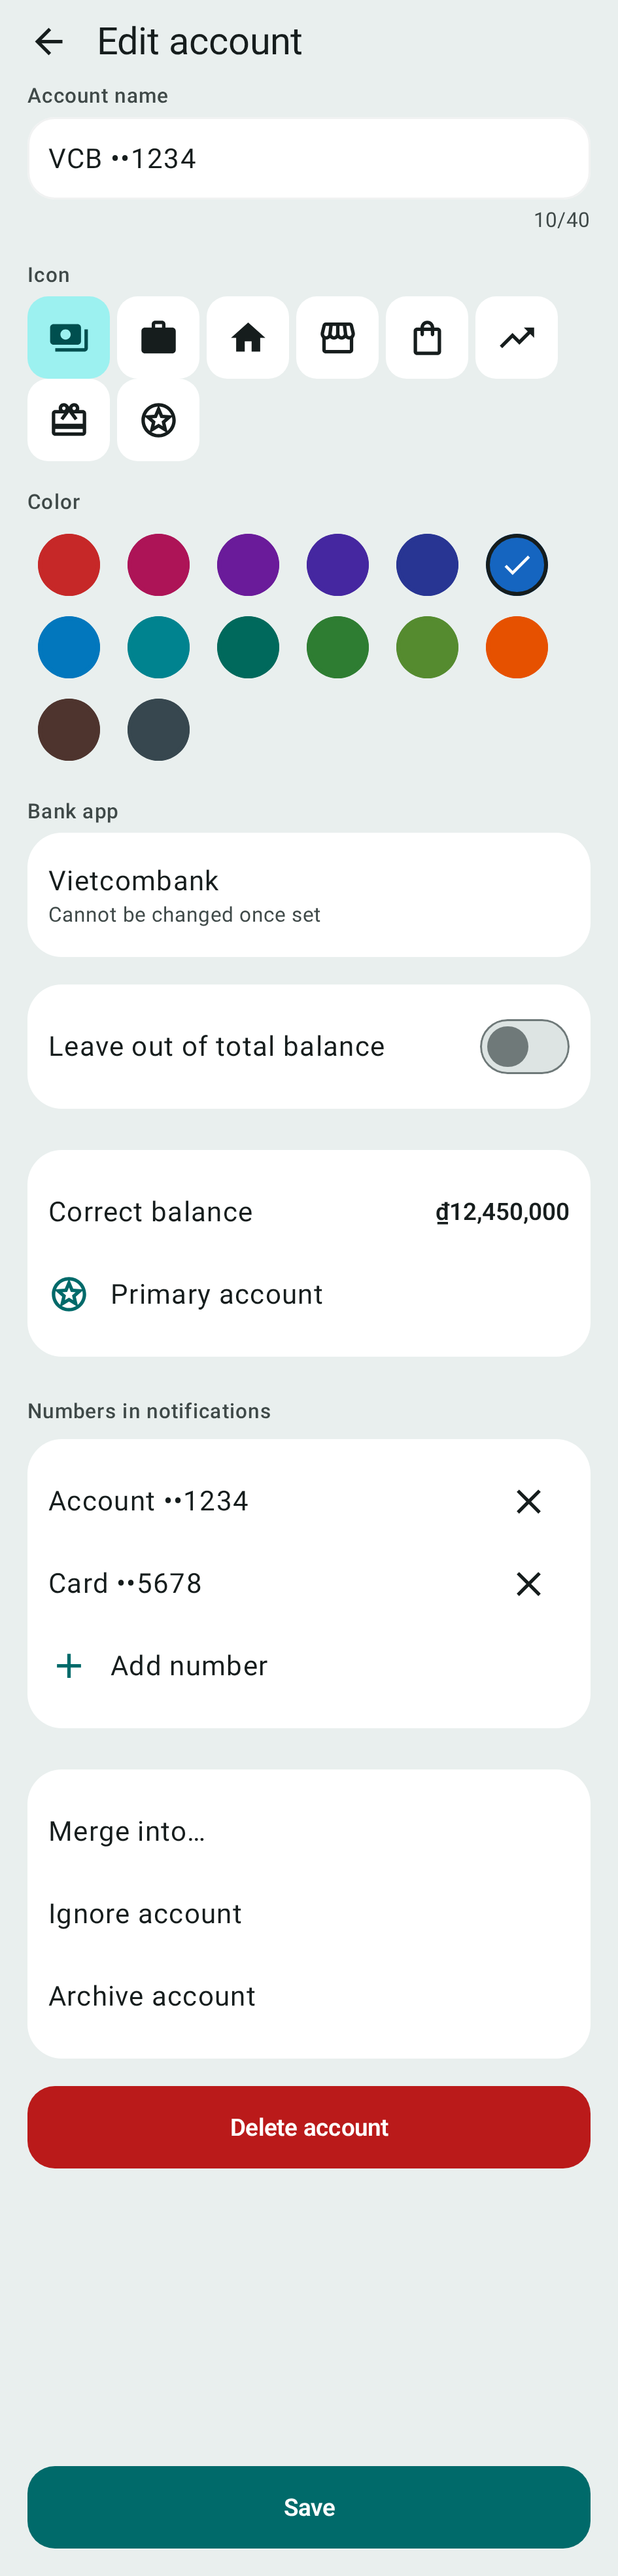 Edit account
Account name
VCB ••1234
10/40
Icon
Color
Bank app
Vietcombank
Cannot be changed once set
Leave out of total balance
Correct balance
₫12,450,000
Primary account
Numbers in notifications
Account ••1234
Card ••5678
Add number
Merge into…
Ignore account
Archive account
Delete account
Save